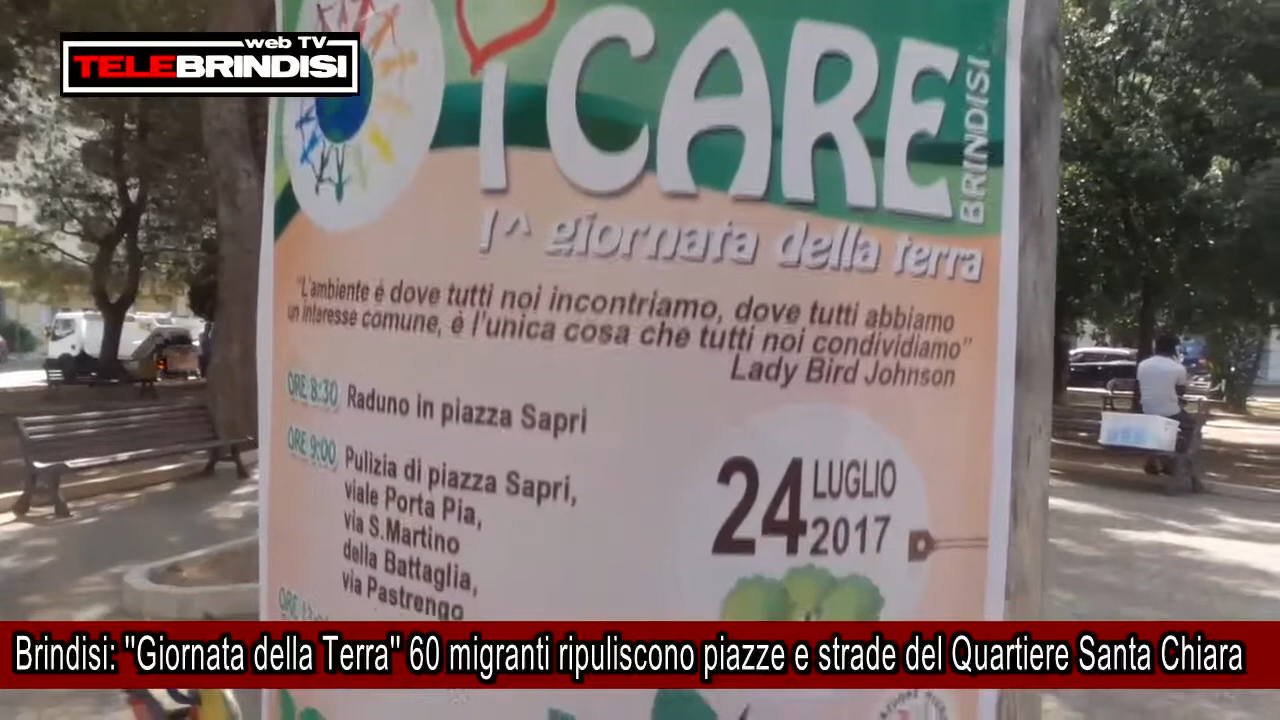 web TV
TELEBRINDISI
i CARE
BRINDISI
1^ giornata della terra
"L'ambiente è dove tutti noi incontriamo, dove tutti abbiamo
un interesse comune, è l'unica cosa che tutti noi condividiamo"
Lady Bird Johnson
ORE 8:30 Raduno in piazza Sapri
ORE 9:00 Pulizia di piazza Sapri,
viale Porta Pia,
via S.Martino
della Battaglia,
via Pastrengo
24 LUGLIO
2017
ORE
Brindisi: "Giornata della Terra" 60 migranti ripuliscono piazze e strade del Quartiere Santa Chiara